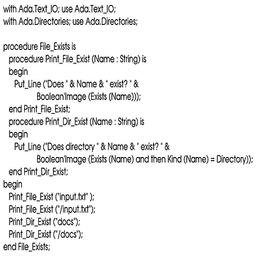 with Ada.Text_IO; use Ada.Text_IO;
with Ada.Directories; use Ada.Directories;
procedure File_Exists is
procedure Print_File_Exist (Name : String) is
begin
Put_Line ("Does " & Name & " exist? " &
Boolean'Image (Exists (Name)));
end Print_File_Exist;
procedure Print_Dir_Exist (Name : String) is
begin
Put_Line ("Does directory " & Name & " exist? " &
Boolean'Image (Exists (Name) and then Kind (Name) = Directory));
end Print_Dir_Exist;
begin
Print_File_Exist ("input.txt" );
Print_File_Exist ("/input.txt");
Print_Dir_Exist ("docs");
Print_Dir_Exist ("/docs");
end File_Exists;